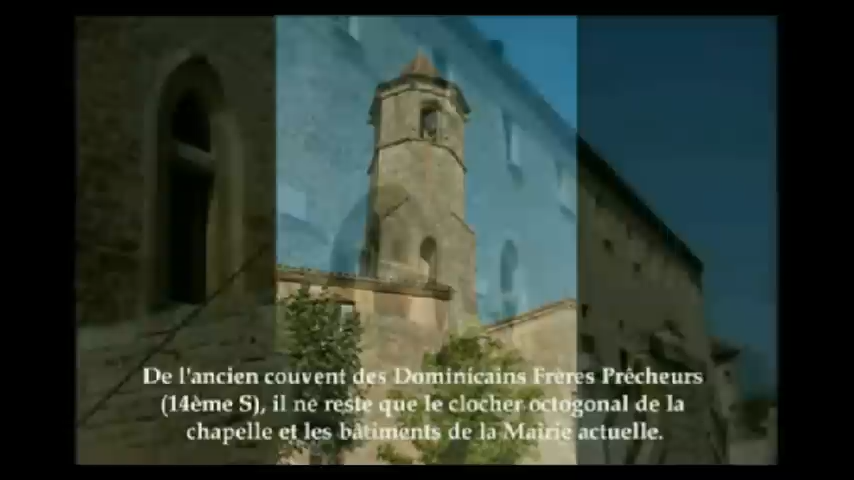 De l'ancien couvent des Dominicains Frères Prêcheurs
(14ème S), il ne reste que le clocher octogonal de la
chapelle et les bâtiments de la Mairie actuelle.